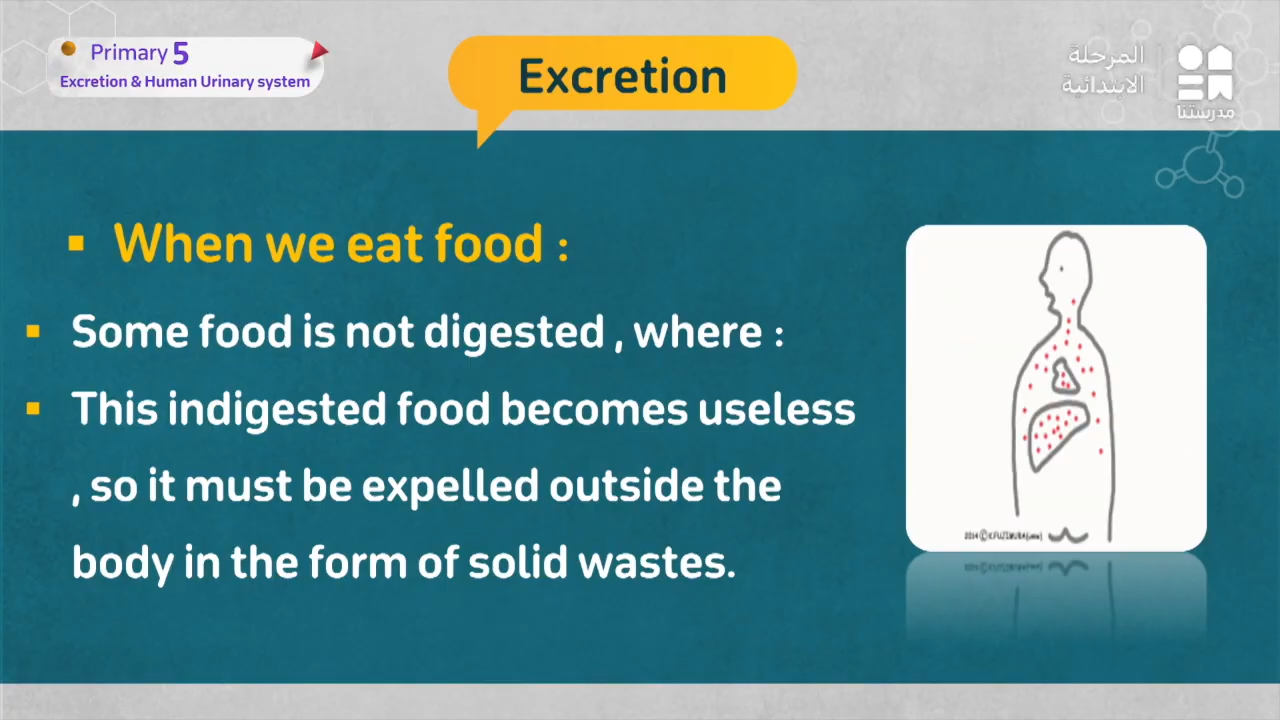 Primary 5
Excretion & Human Urinary system
Excretion
المرحلة
الابتدائية
مدرستنا
When we eat food :
Some food is not digested , where :
This indigested food becomes useless
, so it must be expelled outside the
body in the form of solid wastes.